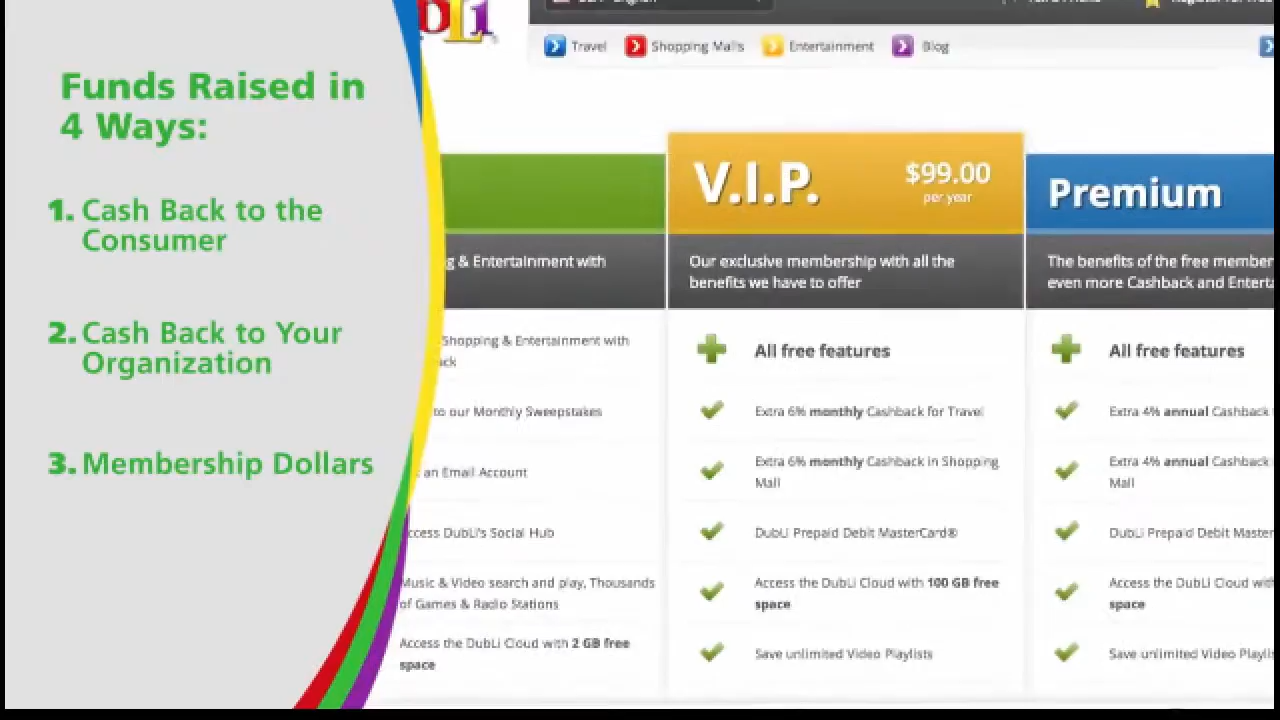 Funds Raised in
4 Ways:
1. Cash Back to the
Consumer
2. Cash Back to Your
Organization
3. Membership Dollars
Travel
Shopping Malls
Entertainment
Blog
& Entertainment with
Shopping & Entertainment with
to our Monthly Sweepstakes
an Email Account
DubLi's Social Hub
Music & Video search and play, Thousands
of Games & Radio Stations
Access the DubLi Cloud with 2 GB free
space
V.I.P.
$99.00
per year
Our exclusive membership with all the
benefits we have to offer
All free features
Extra 6% monthly Cashback for Travel
Extra 6% monthly Cashback in Shopping
Mall
DubLi Prepaid Debit MasterCard®
Access the DubLi Cloud with 100 GB free
space
Save unlimited Video Playlists
Premium
The benefits of the free member
even more Cashback and Enterta
All free features
Extra 4% annual Cashback
Extra 4% annual Cashback
Mall
DubLi Prepaid Debit Master
Access the DubLi Cloud
space
Save unlimited Video